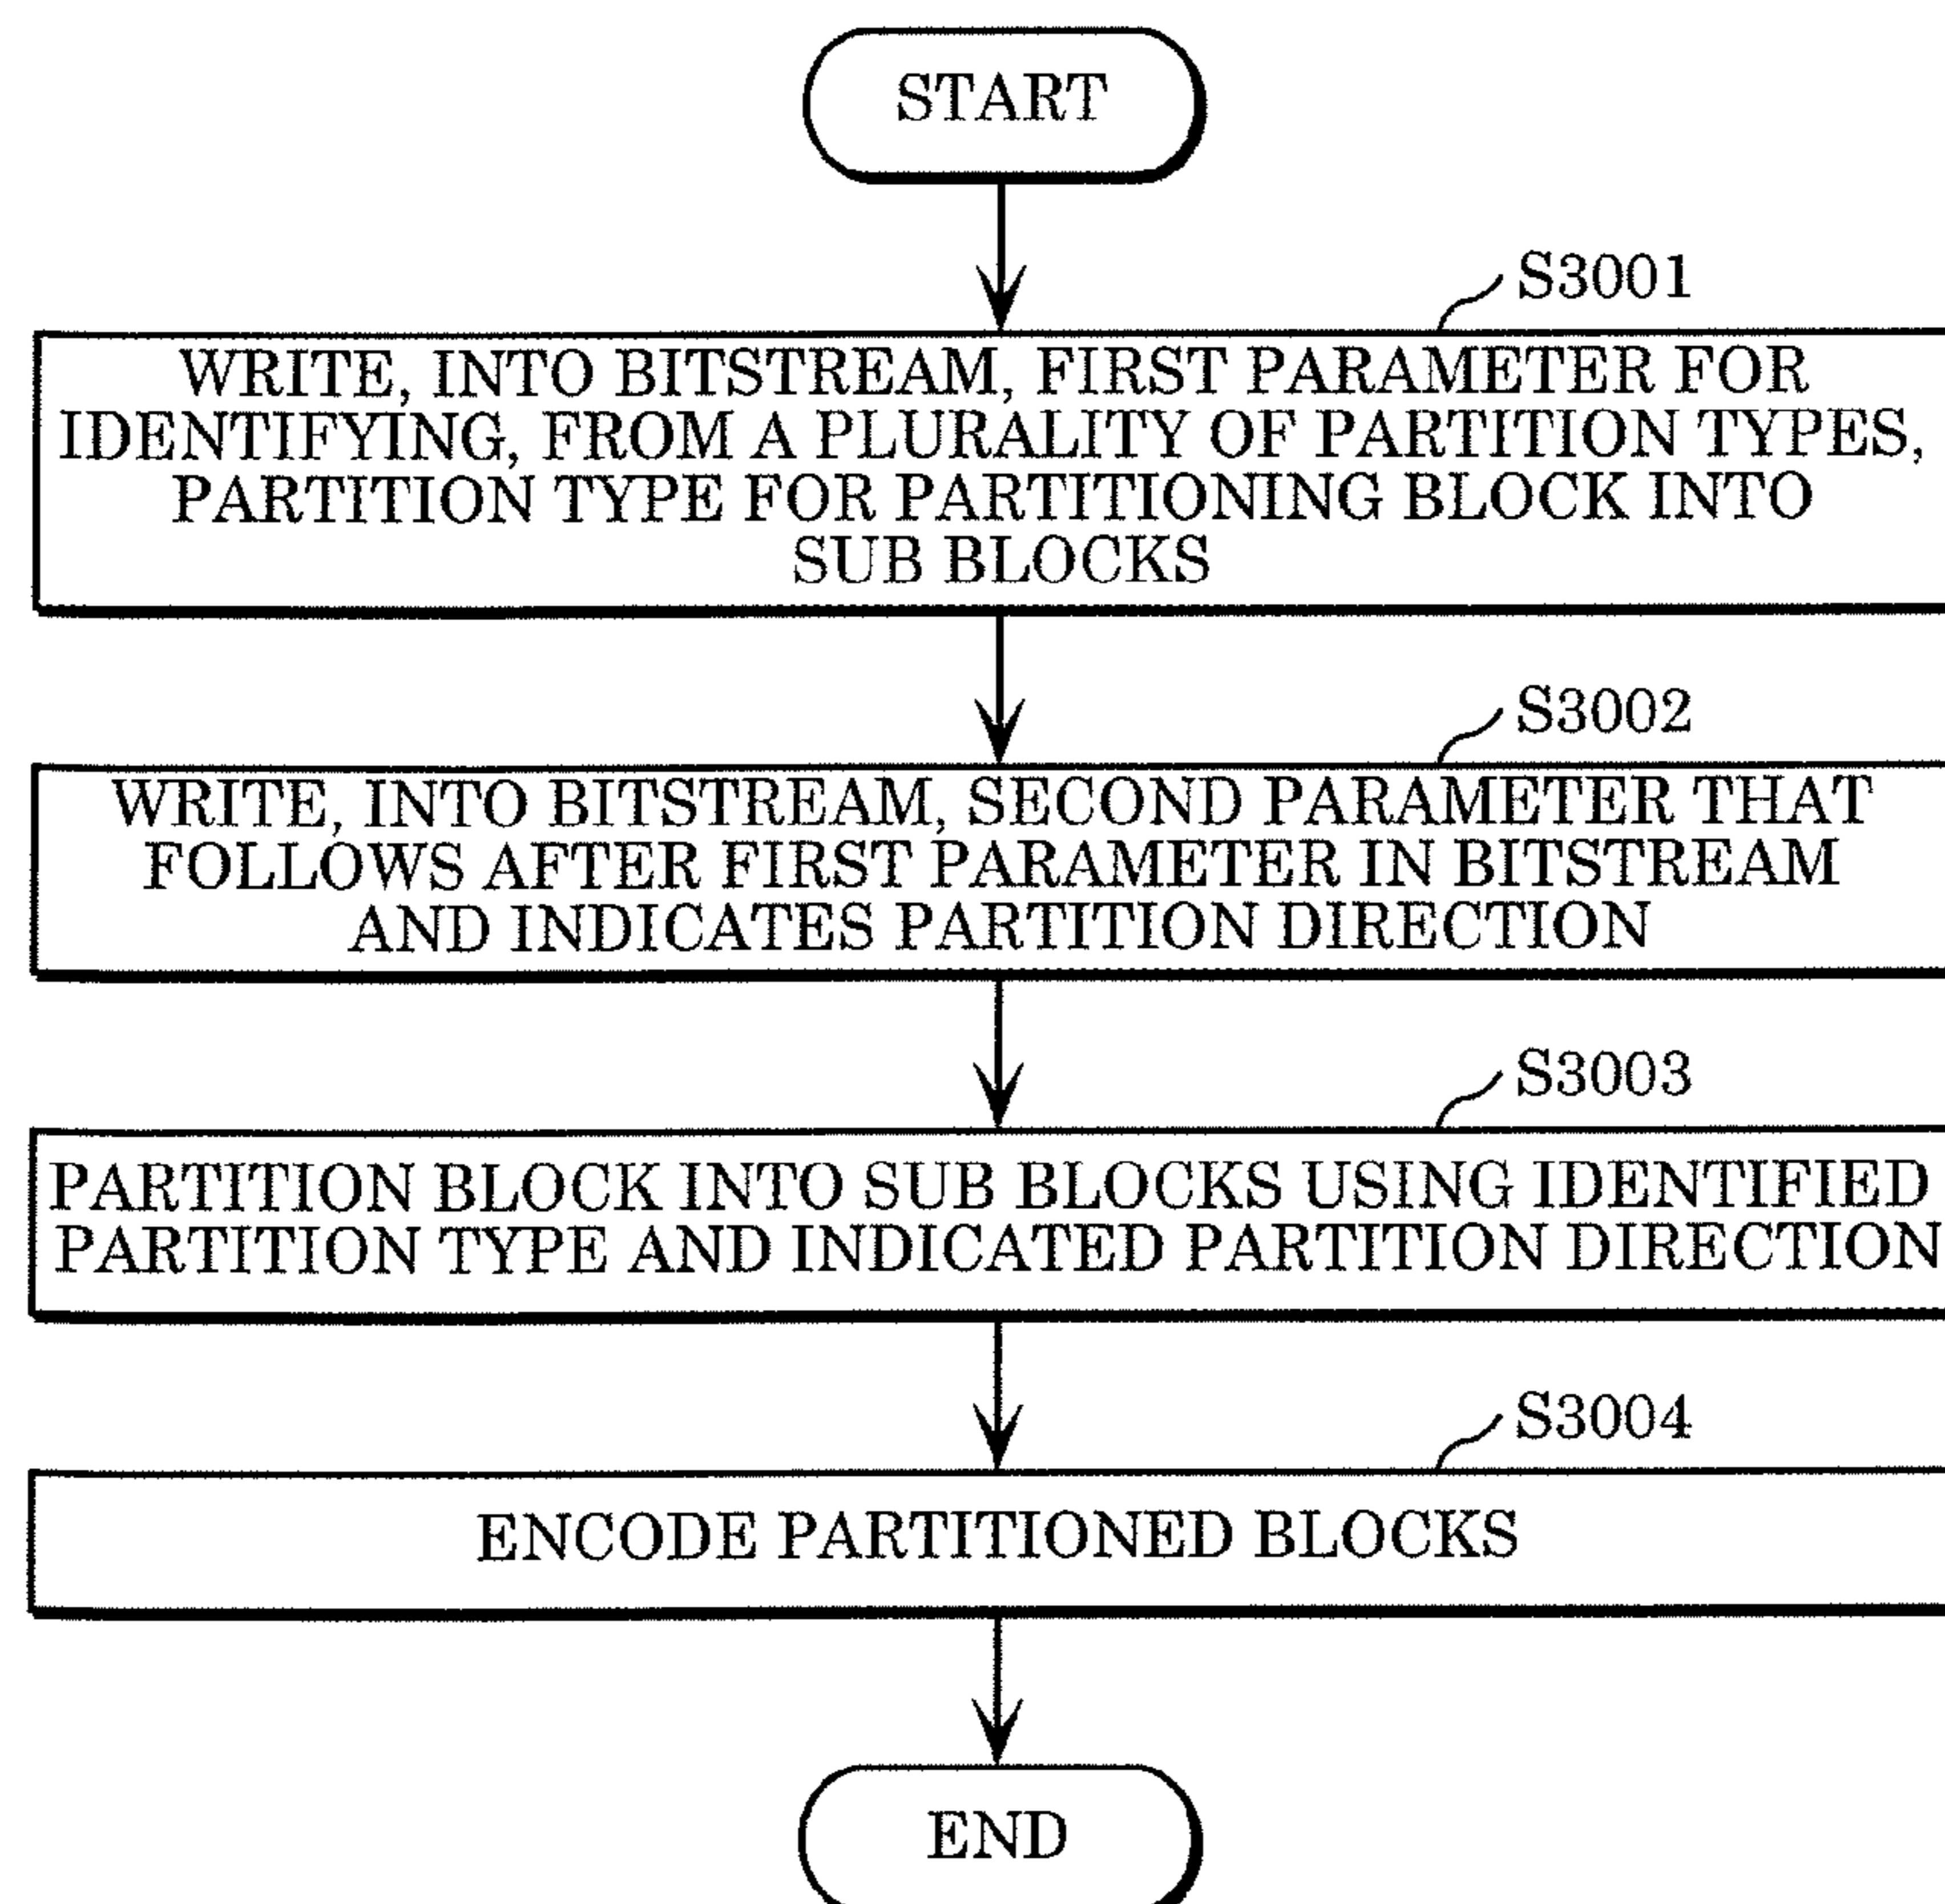 START
S3001
WRITE, INTO BITSTREAM, FIRST PARAMETER FOR
IDENTIFYING, FROM A PLURALITY OF PARTITION TYPES,
PARTITION TYPE FOR PARTITIONING BLOCK INTO
SUB BLOCKS
S3002
WRITE, INTO BITSTREAM, SECOND PARAMETER THAT
FOLLOWS AFTER FIRST PARAMETER IN BITSTREAM
AND INDICATES PARTITION DIRECTION
S3003
PARTITION BLOCK INTO SUB BLOCKS USING IDENTIFIED
PARTITION TYPE AND INDICATED PARTITION DIRECTION
S3004
ENCODE PARTITIONED BLOCKS
END